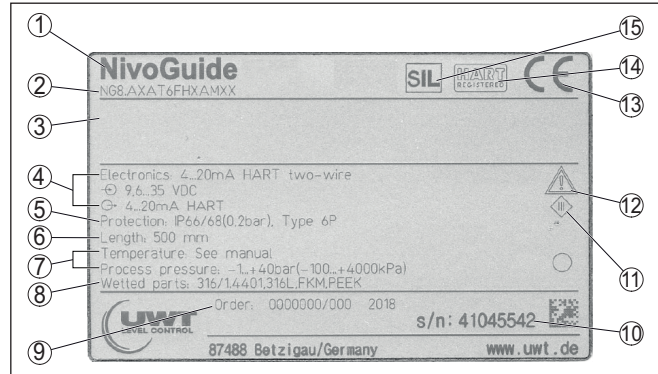 1
NivoGuide
SIL
HART
REGISTERED
CE
15
14
13
2
NG8.AXAT6FHXAMXX
3
4
Electronics: 4...20mA HART two-wire
9,6...35 VDC
4...20mA HART
12
5
Protection: IP66/68(0,2bar), Type 6P
6
Length: 500 mm
11
7
Temperature: See manual
Process pressure: -1...+40bar(-100...+4000kPa)
8
Wetted parts: 316/1.4401,316L,FKM,PEEK
Order: 0000000/000 2018
UWT
LEVEL CONTROL
s/n: 41045542
9
10
87488 Betzigau/Germany
www.uwt.de